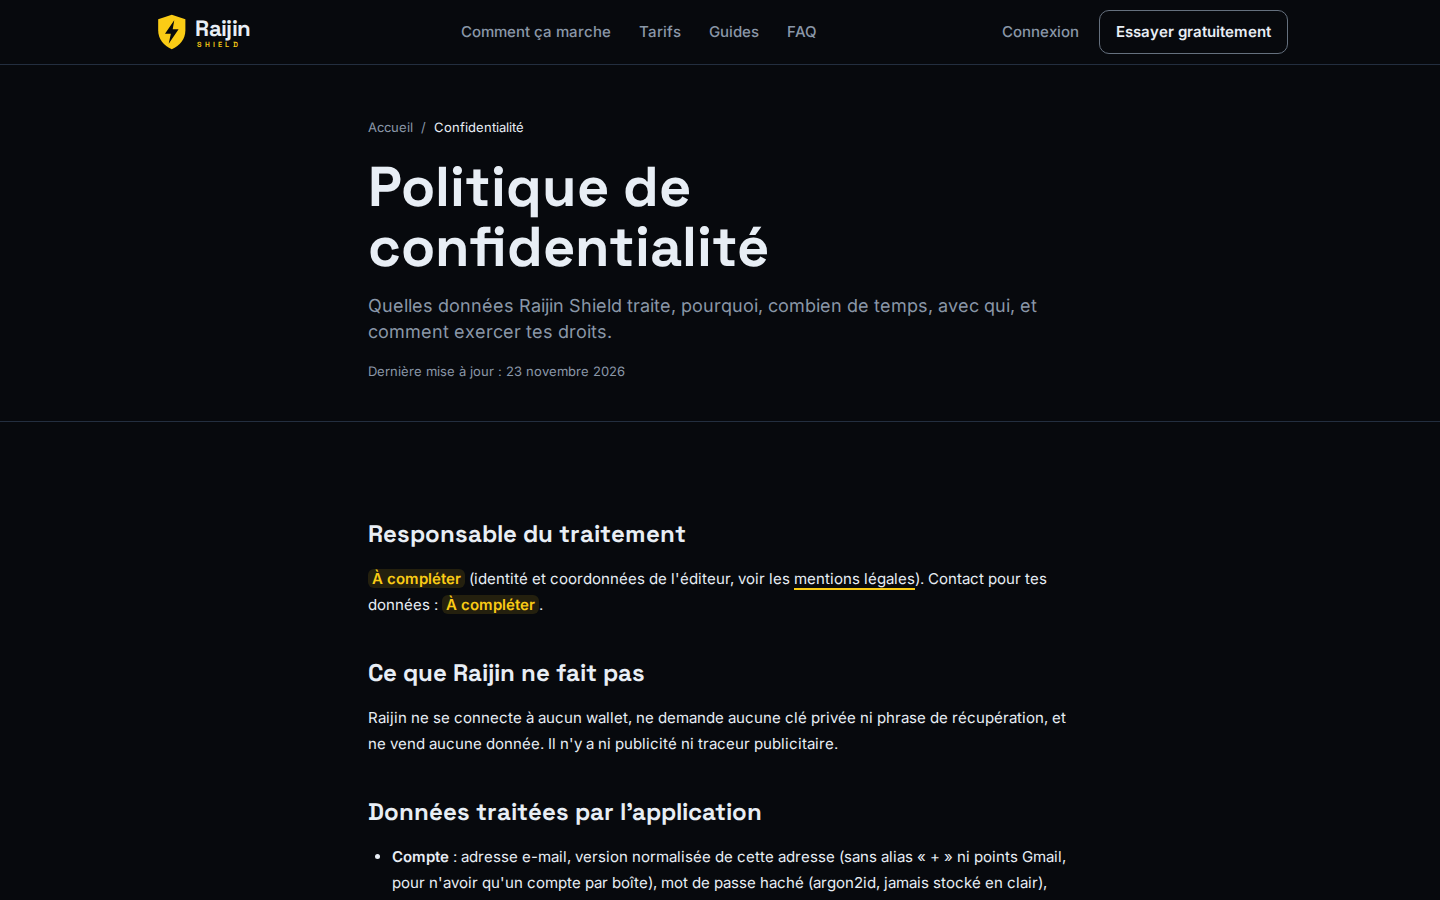 Raijin
SHIELD
Comment ça marche
Tarifs
Guides
FAQ
Connexion
Essayer gratuitement
Accueil / Confidentialité
Politique de
confidentialité
Quelles données Raijin Shield traite, pourquoi, combien de temps, avec qui, et
comment exercer tes droits.
Dernière mise à jour : 23 novembre 2026
Responsable du traitement
À compléter (identité et coordonnées de l'éditeur, voir les mentions légales). Contact pour tes
données : À compléter.
Ce que Raijin ne fait pas
Raijin ne se connecte à aucun wallet, ne demande aucune clé privée ni phrase de récupération, et
ne vend aucune donnée. Il n'y a ni publicité ni traceur publicitaire.
Données traitées par l’application
• Compte : adresse e-mail, version normalisée de cette adresse (sans alias « + » ni points Gmail,
pour n'avoir qu'un compte par boîte), mot de passe haché (argon2id, jamais stocké en clair),